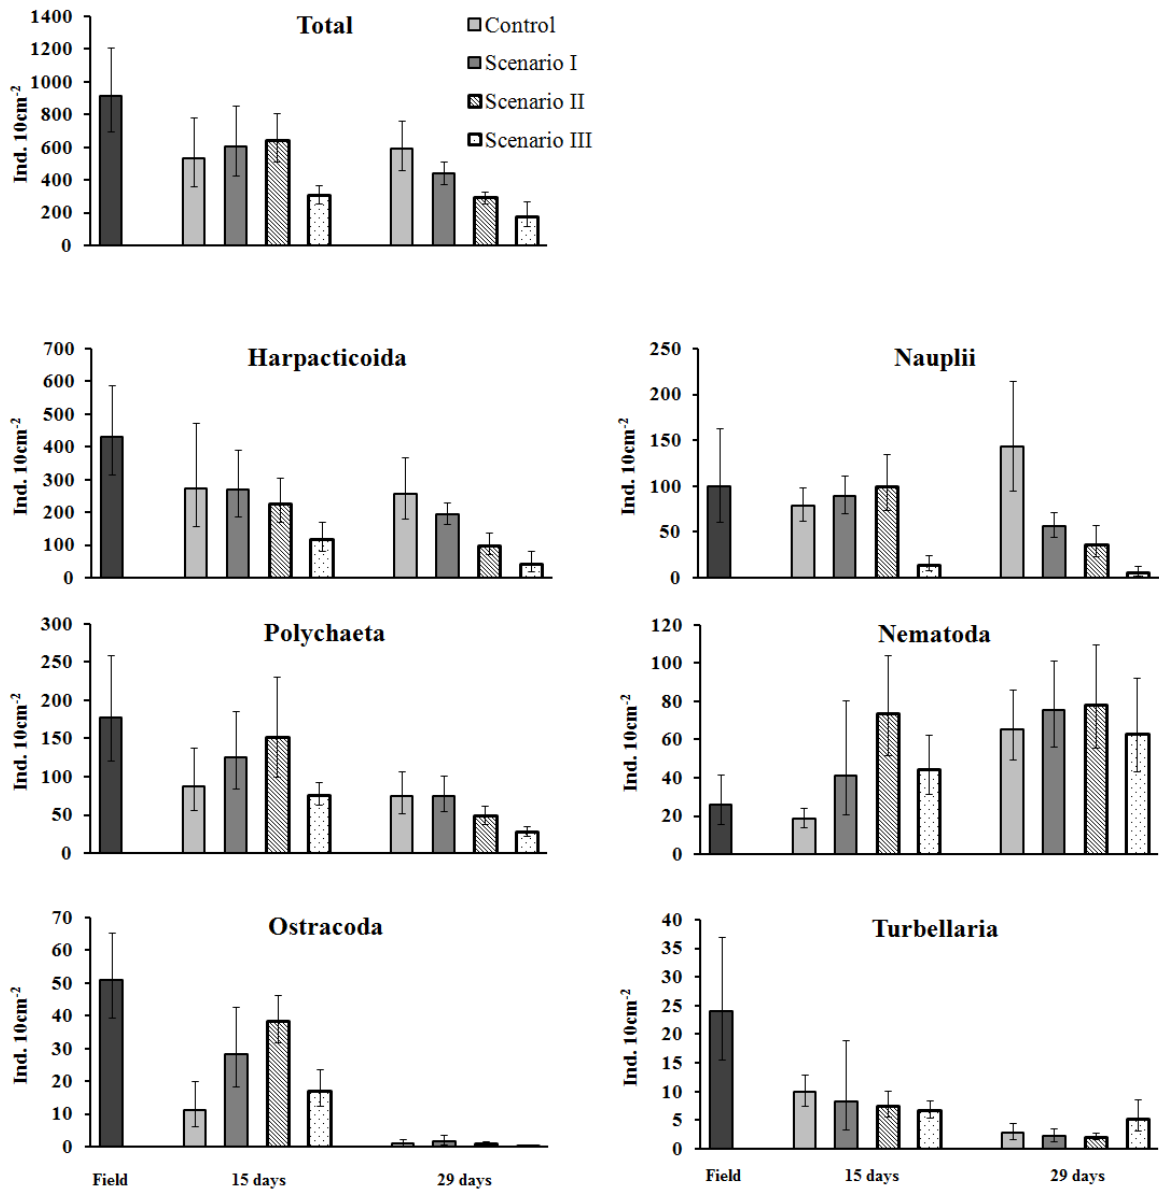 Total
Control
Scenario I
Scenario II
Scenario III
Ind. 10cm-2
1400
1200
1000
800
600
400
200
0
Harpacticoida
Ind. 10cm-2
700
600
500
400
300
200
100
0
Nauplii
Ind. 10cm-2
250
200
150
100
50
0
Polychaeta
Ind. 10cm-2
300
250
200
150
100
50
0
Nematoda
Ind. 10cm-2
120
100
80
60
40
20
0
Ostracoda
Ind. 10cm-2
70
60
50
40
30
20
10
0
Field 15 days 29 days
Turbellaria
Ind. 10cm-2
40
35
30
25
20
15
10
5
0
Field 15 days 29 days